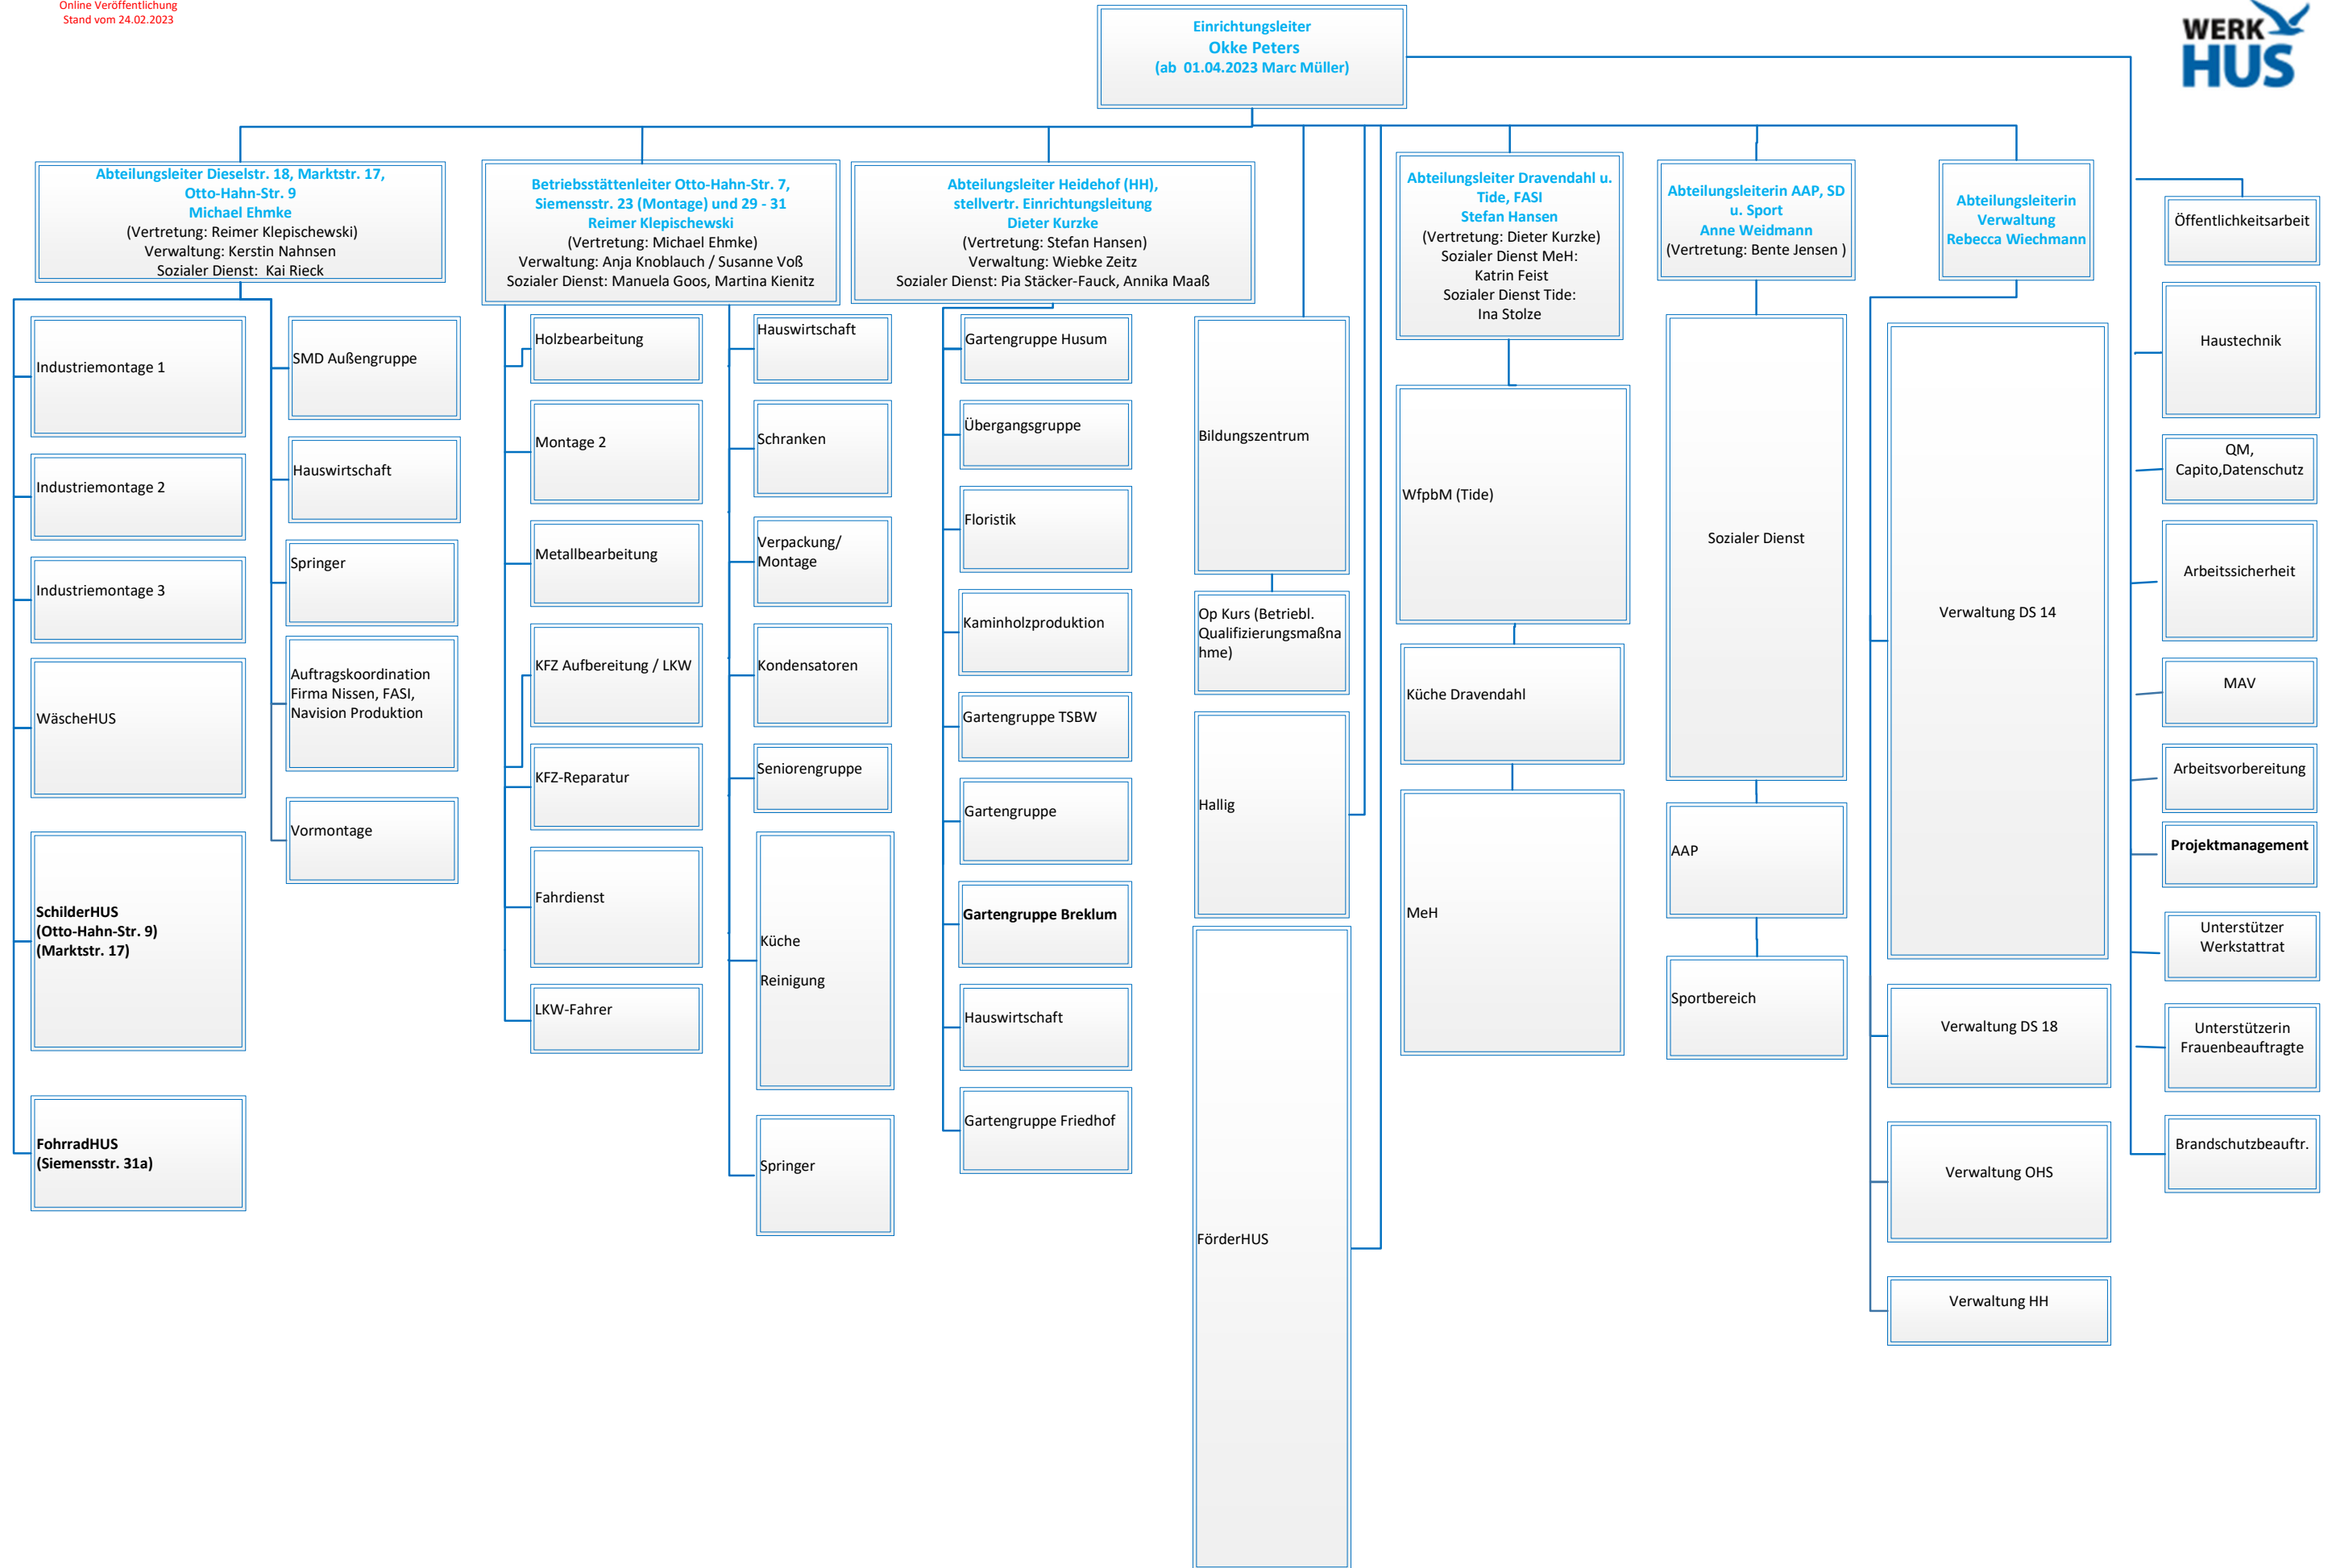 Online Veröffentlichung
Stand vom 24.02.2023
Einrichtungsleiter
Okke Peters
(ab 01.04.2023 Marc Müller)
WERK
HUS
Abteilungsleiter Dieselstr. 18, Marktstr. 17,
Otto-Hahn-Str. 9
Michael Ehmke
(Vertretung: Reimer Klepischewski)
Verwaltung: Kerstin Nahnsen
Sozialer Dienst: Kai Rieck
Industriemontage 1
Industriemontage 2
Industriemontage 3
WäscheHUS
SchilderHUS
(Otto-Hahn-Str. 9)
(Marktstr. 17)
FohrradHUS
(Siemensstr. 31a)
SMD Außengruppe
Hauswirtschaft
Springer
Auftragskoordination
Firma Nissen, FASI,
Navision Produktion
Vormontage
Betriebsstättenleiter Otto-Hahn-Str. 7,
Siemensstr. 23 (Montage) und 29 - 31
Reimer Klepischewski
(Vertretung: Michael Ehmke)
Verwaltung: Anja Knoblauch / Susanne Voß
Sozialer Dienst: Manuela Goos, Martina Kienitz
Holzbearbeitung
Montage 2
Metallbearbeitung
KFZ Aufbereitung / LKW
KFZ-Reparatur
Fahrdienst
LKW-Fahrer
Hauswirtschaft
Schranken
Verpackung/
Montage
Kondensatoren
Seniorengruppe
Küche
Reinigung
Springer
Abteilungsleiter Heidehof (HH),
stellvertr. Einrichtungsleitung
Dieter Kurzke
(Vertretung: Stefan Hansen)
Verwaltung: Wiebke Zeitz
Sozialer Dienst: Pia Stäcker-Fauck, Annika Maaß
Gartengruppe Husum
Übergangsgruppe
Floristik
Kaminholzproduktion
Gartengruppe TSBW
Gartengruppe
Gartengruppe Breklum
Hauswirtschaft
Gartengruppe Friedhof
Bildungszentrum
Op Kurs (Betriebl.
Qualifizierungsmaßna
hme)
Hallig
FörderHUS
Abteilungsleiter Dravendahl u.
Tide, FASI
Stefan Hansen
(Vertretung: Dieter Kurzke)
Sozialer Dienst MeH:
Katrin Feist
Sozialer Dienst Tide:
Ina Stolze
WfpbM (Tide)
Küche Dravendahl
MeH
Abteilungsleiterin AAP, SD
u. Sport
Anne Weidmann
(Vertretung: Bente Jensen )
Sozialer Dienst
AAP
Sportbereich
Abteilungsleiterin
Verwaltung
Rebecca Wiechmann
Verwaltung DS 14
Verwaltung DS 18
Verwaltung OHS
Verwaltung HH
Öffentlichkeitsarbeit
Haustechnik
QM,
Capito,Datenschutz
Arbeitssicherheit
MAV
Arbeitsvorbereitung
Projektmanagement
Unterstützer
Werkstattrat
Unterstützerin
Frauenbeauftragte
Brandschutzbeauftr.